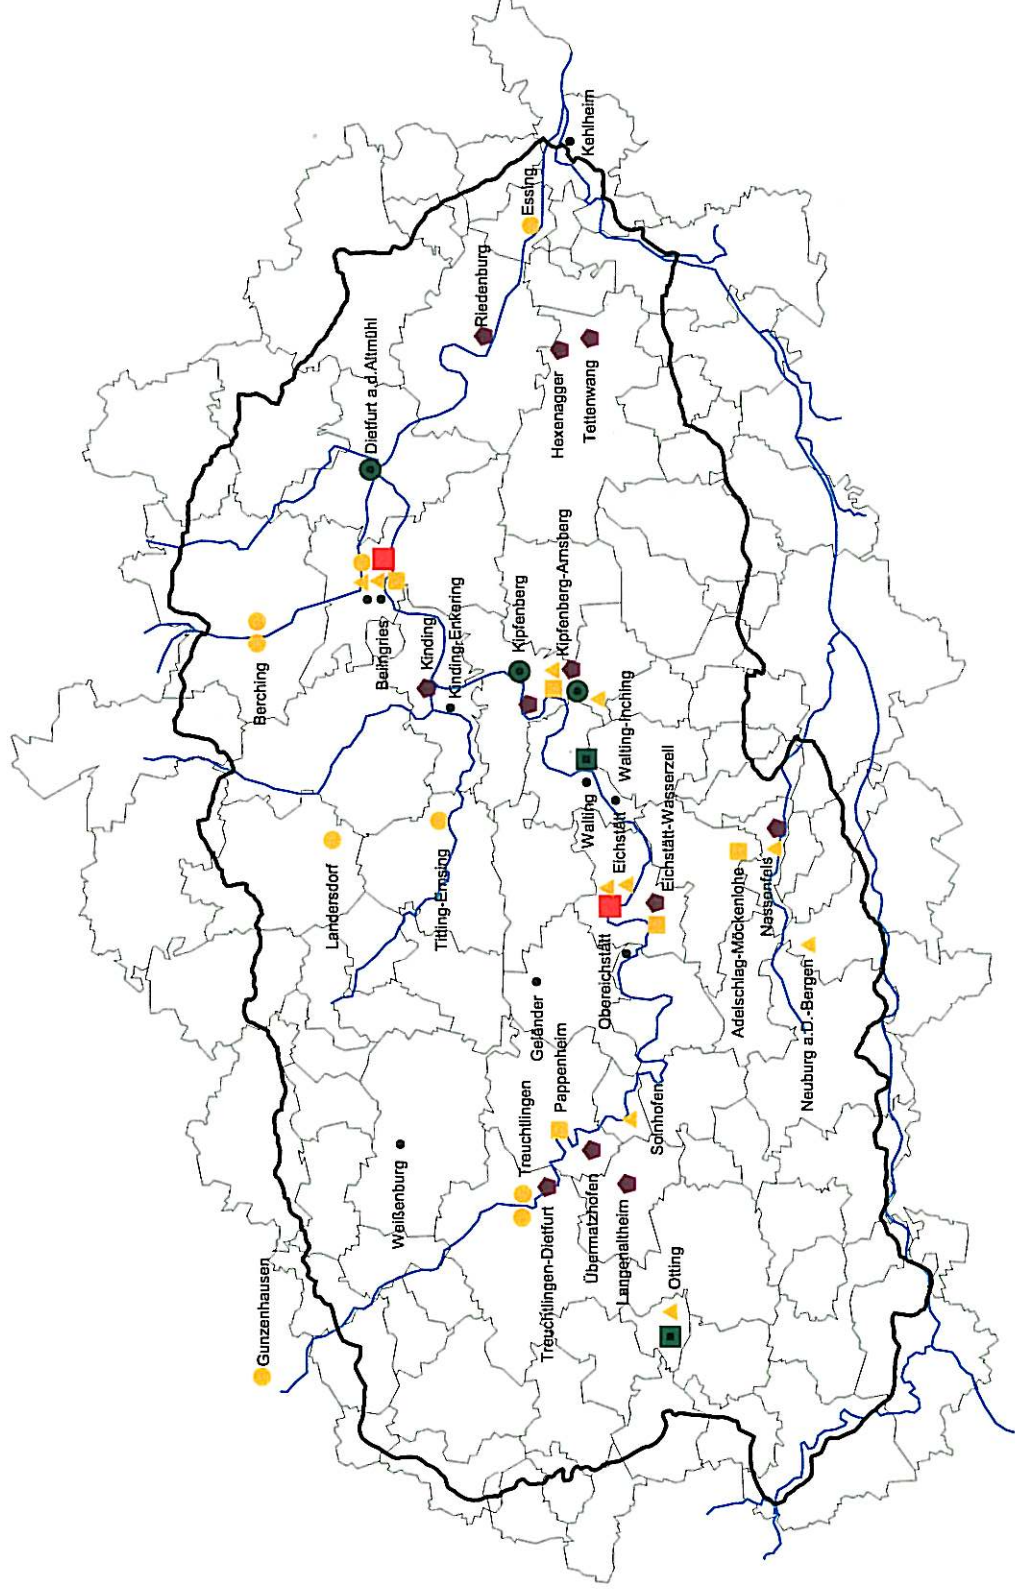 Gunzenhausen
Weißenburg
Treuchtlingen
Treuchtlingen-Dietfurt
Pappenheim
Übermatzhofen
Langenaltheim
Solnhofen
Otting
Geländer
Landersdorf
Titting-Emsing
Obereichstätt
Eichstätt
Eichstätt-Wasserzell
Adelschlag-Möckenlohe
Nassenfels
Neuburg a.D.-Bergen
Walting
Walting-Inching
Berching
Beilngries
Kinding
Kinding-Enkering
Kipfenberg
Kipfenberg-Arnsberg
Dietfurt a.d.Altmühl
Hexenagger
Tettenwang
Riedenburg
Essing
Kehlheim